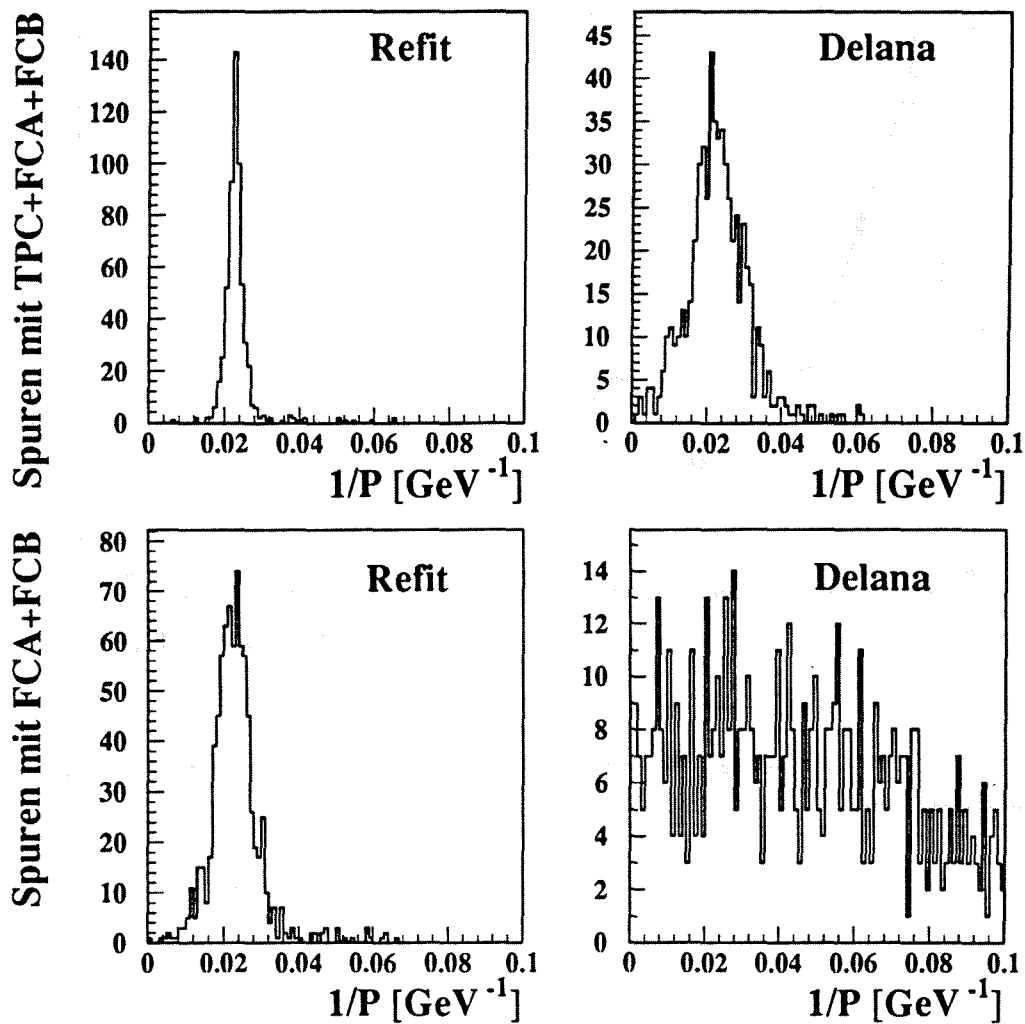 Spuren mit TPC+FCA+FCB
Refit
140
120
100
80
60
40
20
0
0 0.02 0.04 0.06 0.08 0.1
1/P [GeV -1]
Delana
45
40
35
30
25
20
15
10
5
0
0 0.02 0.04 0.06 0.08 0.1
1/P [GeV -1]
Spuren mit FCA+FCB
Refit
80
70
60
50
40
30
20
10
0
0 0.02 0.04 0.06 0.08 0.1
1/P [GeV -1]
Delana
14
12
10
8
6
4
2
0
0 0.02 0.04 0.06 0.08 0.1
1/P [GeV -1]